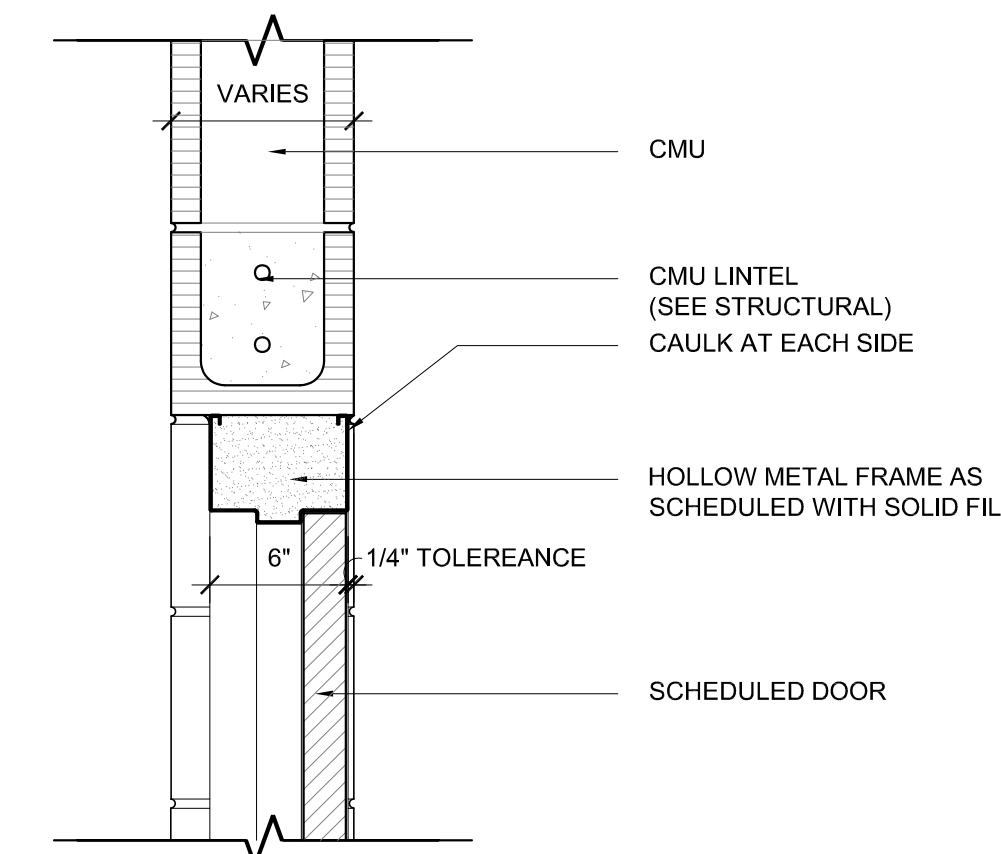 VARIES
CMU
CMU LINTEL
(SEE STRUCTURAL)
CAULK AT EACH SIDE
HOLLOW METAL FRAME AS
SCHEDULED WITH SOLID FIL
6"
1/4" TOLEREANCE
SCHEDULED DOOR